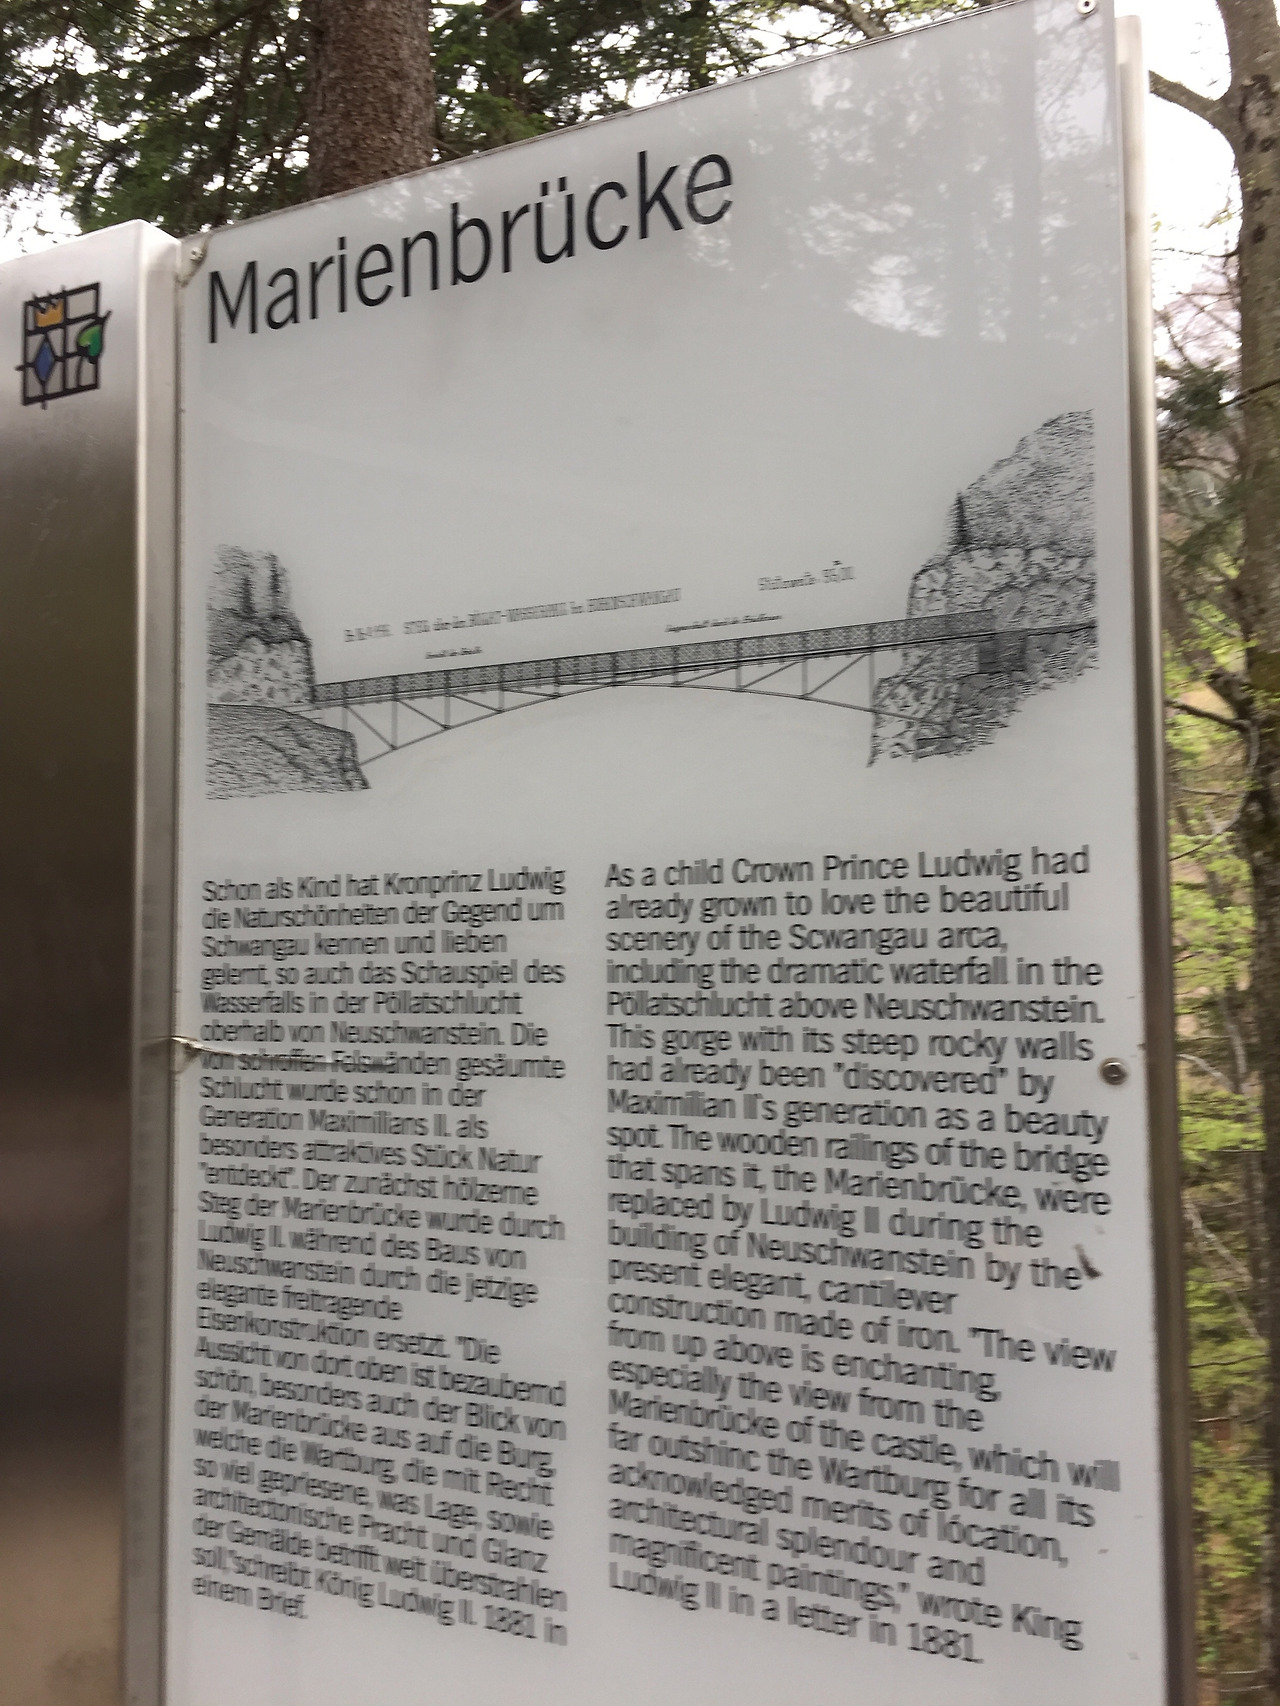 Marienbrücke
Schon als Kind hat Kronprinz Ludwig
die Naturschönheiten der Gegend um
Schwangau kennen und lieben
gelernt, so auch das Schauspiel des
Wasserfalls in der Pöllatschlucht
oberhalb von Neuschwanstein. Die
von schroffen Felswänden gesäumte
Schlucht wurde schon in der
Generation Maximilians II. als
besonders attraktives Stück Natur
"entdeckt". Der zunächst hölzerne
Steg der Marienbrücke wurde durch
Ludwig II. während des Baus von
Neuschwanstein durch die jetzige
elegante freitragende
Eisenkonstruktion ersetzt. "Die
Aussicht von dort oben ist bezaubernd
schön, besonders auch der Blick von
der Marienbrücke aus auf die Burg,
welche die Wartburg, die mit Recht
so viel gepriesene, was Lage, sowie
architectonische Pracht und Glanz
der Gemälde betrifft weit überstrahlen
soll,"schreibt König Ludwig II. 1881 in
einem Brief.
As a child Crown Prince Ludwig had
already grown to love the beautiful
scenery of the Scwangau arca,
including the dramatic waterfall in the
Pöllatschlucht above Neuschwanstein.
This gorge with its steep rocky walls
had already been "discovered" by
Maximilian II's generation as a beauty
spot. The wooden railings of the bridge
that spans it, the Marienbrücke, were
replaced by Ludwig II during the
building of Neuschwanstein by the
present elegant, cantilever
construction made of iron. "The view
from up above is enchanting,
especially the view from the
Marienbrücke of the castle, which will
far outshinc the Wartburg for all its
acknowledged merits of location,
architectural splendour and
magnificent paintings," wrote King
Ludwig II in a letter in 1881.